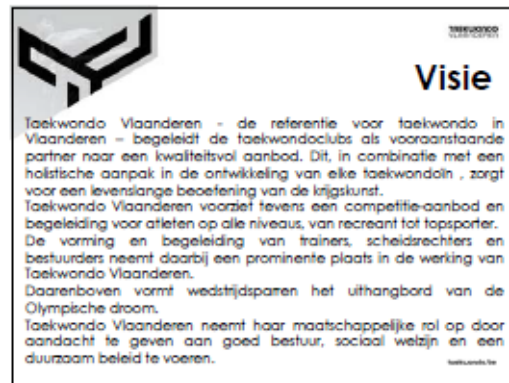 TAEKWONDO
VLAANDEREN
Visie
Taekwondo Vlaanderen - de referentie voor taekwondo in
Vlaanderen – begeleidt de taekwondoclubs als vooraanstaande
partner naar een kwaliteitsvol aanbod. Dit, in combinatie met een
holistische aanpak in de ontwikkeling van elke taekwondoïn , zorgt
voor een levenslange beoefening van de krijgskunst.
Taekwondo Vlaanderen voorziet tevens een competitie-aanbod en
begeleiding voor atleten op alle niveaus, van recreant tot topsporter.
De vorming en begeleiding van trainers, scheidsrechters en
bestuurders neemt daarbij een prominente plaats in de werking van
Taekwondo Vlaanderen.
Daarenboven vormt wedstrijdsparren het uithangbord van de
Olympische droom.
Taekwondo Vlaanderen neemt haar maatschappelijke rol op door
aandacht te geven aan goed bestuur, sociaal welzijn en een
duurzaam beleid te voeren.
taekwondo.be